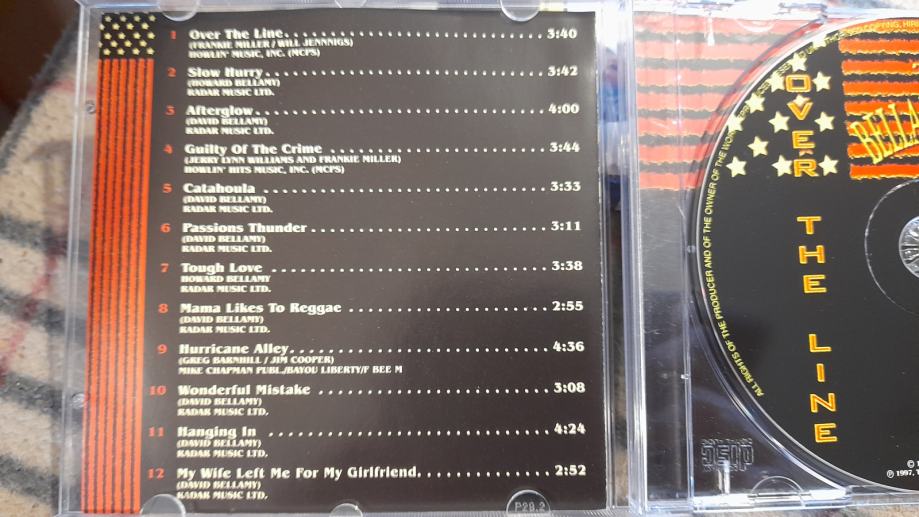 1 Over The Line 3:40
(FRANKIE MILLER / WILL JENNNIGS)
HOWLIN' MUSIC, INC. (MCPS)
2 Slow Hurry 3:42
(HOWARD BELLAMY)
RADAR MUSIC LTD.
3 Afterglow 4:00
(DAVID BELLAMY)
RADAR MUSIC LTD.
4 Guilty Of The Crime 3:44
(JERRY LYNN WILLIAMS AND FRANKIE MILLER)
HOWLIN' HITS MUSIC, INC. (MCPS)
5 Catahoula 3:33
(DAVID BELLAMY)
RADAR MUSIC LTD.
6 Passions Thunder 3:11
(DAVID BELLAMY)
RADAR MUSIC LTD.
7 Tough Love 3:38
HOWARD BELLAMY
RADAR MUSIC LTD.
8 Mama Likes To Reggae 2:55
(DAVID BELLAMY)
RADAR MUSIC LTD.
9 Hurricane Alley 4:36
(GREG BARNHILL / JIM COOPER)
MIKE CHAPMAN PUBL./BAYOU LIBERTY/F BEE M
10 Wonderful Mistake 3:08
(DAVID BELLAMY)
RADAR MUSIC LTD.
11 Hanging In 4:24
(DAVID BELLAMY)
RADAR MUSIC LTD.
12 My Wife Left Me For My Girlfriend. 2:52
(DAVID BELLAMY)
RADAR MUSIC LTD.
P28.2
OVER THE LINE
BELLA
ALL RIGHTS OF THE PRODUCER AND OF THE OWNER OF THE
℗ 1997,